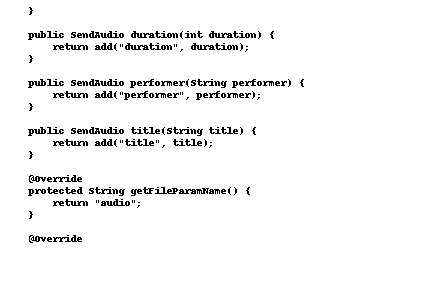 }
public SendAudio duration(int duration) {
return add("duration", duration);
}
public SendAudio performer(String performer) {
return add("performer", performer);
}
public SendAudio title(String title) {
return add("title", title);
}
@Override
protected String getFileParamName() {
return "audio";
}
@Override